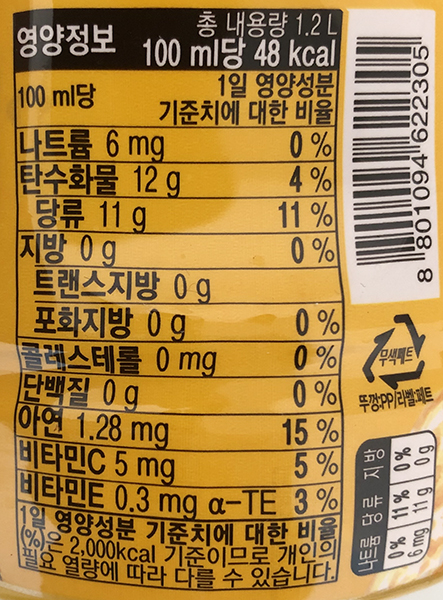 영양정보 총 내용량 1.2 L
100 ml당 48 kcal
100 ml당 1일 영양성분
기준치에 대한 비율
나트륨 6 mg 0 %
탄수화물 12 g 4 %
당류 11 g 11 %
지방 0 g 0 %
트랜스지방 0 g
포화지방 0 g 0 %
콜레스테롤 0 mg 0 %
단백질 0 g 0 %
아연 1.28 mg 15 %
비타민C 5 mg 5 %
비타민E 0.3 mg α-TE 3 %
1일 영양성분 기준치에 대한 비율
(%)은 2,000kcal 기준이므로 개인의
필요 열량에 따라 다를 수 있습니다.
8 801094 622305
무색페트
뚜껑:PP/라벨:페트
나트륨 0% 6 mg
당류 11% 11 g
지방 0% 0 g